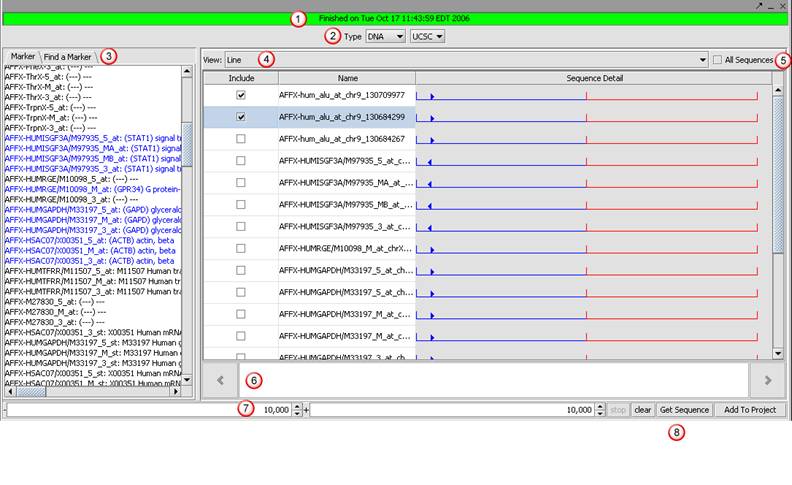 Finished on Tue Oct 17 11:43:59 EDT 2006
1
2 Type DNA UCSC
Marker Find a Marker 3
AFFX-ThrX-5_at: (---) ---
AFFX-ThrX-M_at: (---) ---
AFFX-ThrX-3_at: (---) ---
AFFX-TrpnX-5_at: (---) ---
AFFX-TrpnX-M_at: (---) ---
AFFX-TrpnX-3_at: (---) ---
AFFX-HUMISGF3A/M97935_5_at: (STAT1) signal tr
AFFX-HUMISGF3A/M97935_MA_at: (STAT1) signal
AFFX-HUMISGF3A/M97935_MB_at: (STAT1) signal
AFFX-HUMISGF3A/M97935_3_at: (STAT1) signal tr
AFFX-HUMRGE/M10098_5_at: (---) ---
AFFX-HUMRGE/M10098_M_at: (GPR34) G protein-
AFFX-HUMRGE/M10098_3_at: (---) ---
AFFX-HUMGAPDH/M33197_5_at: (GAPD) glyceralc
AFFX-HUMGAPDH/M33197_M_at: (GAPD) glyceral
AFFX-HUMGAPDH/M33197_3_at: (GAPD) glyceralc
AFFX-HSAC07/X00351_5_at: (ACTB) actin, beta
AFFX-HSAC07/X00351_M_at: (ACTB) actin, beta
AFFX-HSAC07/X00351_3_at: (ACTB) actin, beta
AFFX-HUMTFRR/M11507_5_at: M11507 Human tra
AFFX-HUMTFRR/M11507_M_at: M11507 Human tr
AFFX-HUMTFRR/M11507_3_at: M11507 Human tra
AFFX-M27830_5_at: (---) ---
AFFX-M27830_M_at: (---) ---
AFFX-M27830_3_at: (---) ---
AFFX-HSAC07/X00351_3_st: X00351 Human mRNA
AFFX-HUMGAPDH/M33197_5_st: M33197 Human g
AFFX-HUMGAPDH/M33197_M_st: M33197 Human
AFFX-HUMGAPDH/M33197_3_st: M33197 Human g
AFFX-HSAC07/X00351_5_st: X00351 Human mRNA
AFFX-HSAC07/X00351_M_st: X00351 Human mRN
View: Line 4
All Sequences 5
Include Name Sequence Detail
AFFX-hum_alu_at_chr9_130709977
AFFX-hum_alu_at_chr9_130684299
AFFX-hum_alu_at_chr9_130684267
AFFX-HUMISGF3A/M97935_5_at_c...
AFFX-HUMISGF3A/M97935_MA_at_...
AFFX-HUMISGF3A/M97935_MB_at_...
AFFX-HUMISGF3A/M97935_3_at_c...
AFFX-HUMRGE/M10098_M_at_chrX...
AFFX-HUMGAPDH/M33197_5_at_ch...
AFFX-HUMGAPDH/M33197_5_at_ch...
AFFX-HUMGAPDH/M33197_M_at_c...
AFFX-HUMGAPDH/M33197_M_at_c...
AFFX-HUMGAPDH/M33197_3_at_ch...
6
- 7 10,000 + 10,000 stop clear Get Sequence Add To Project
8